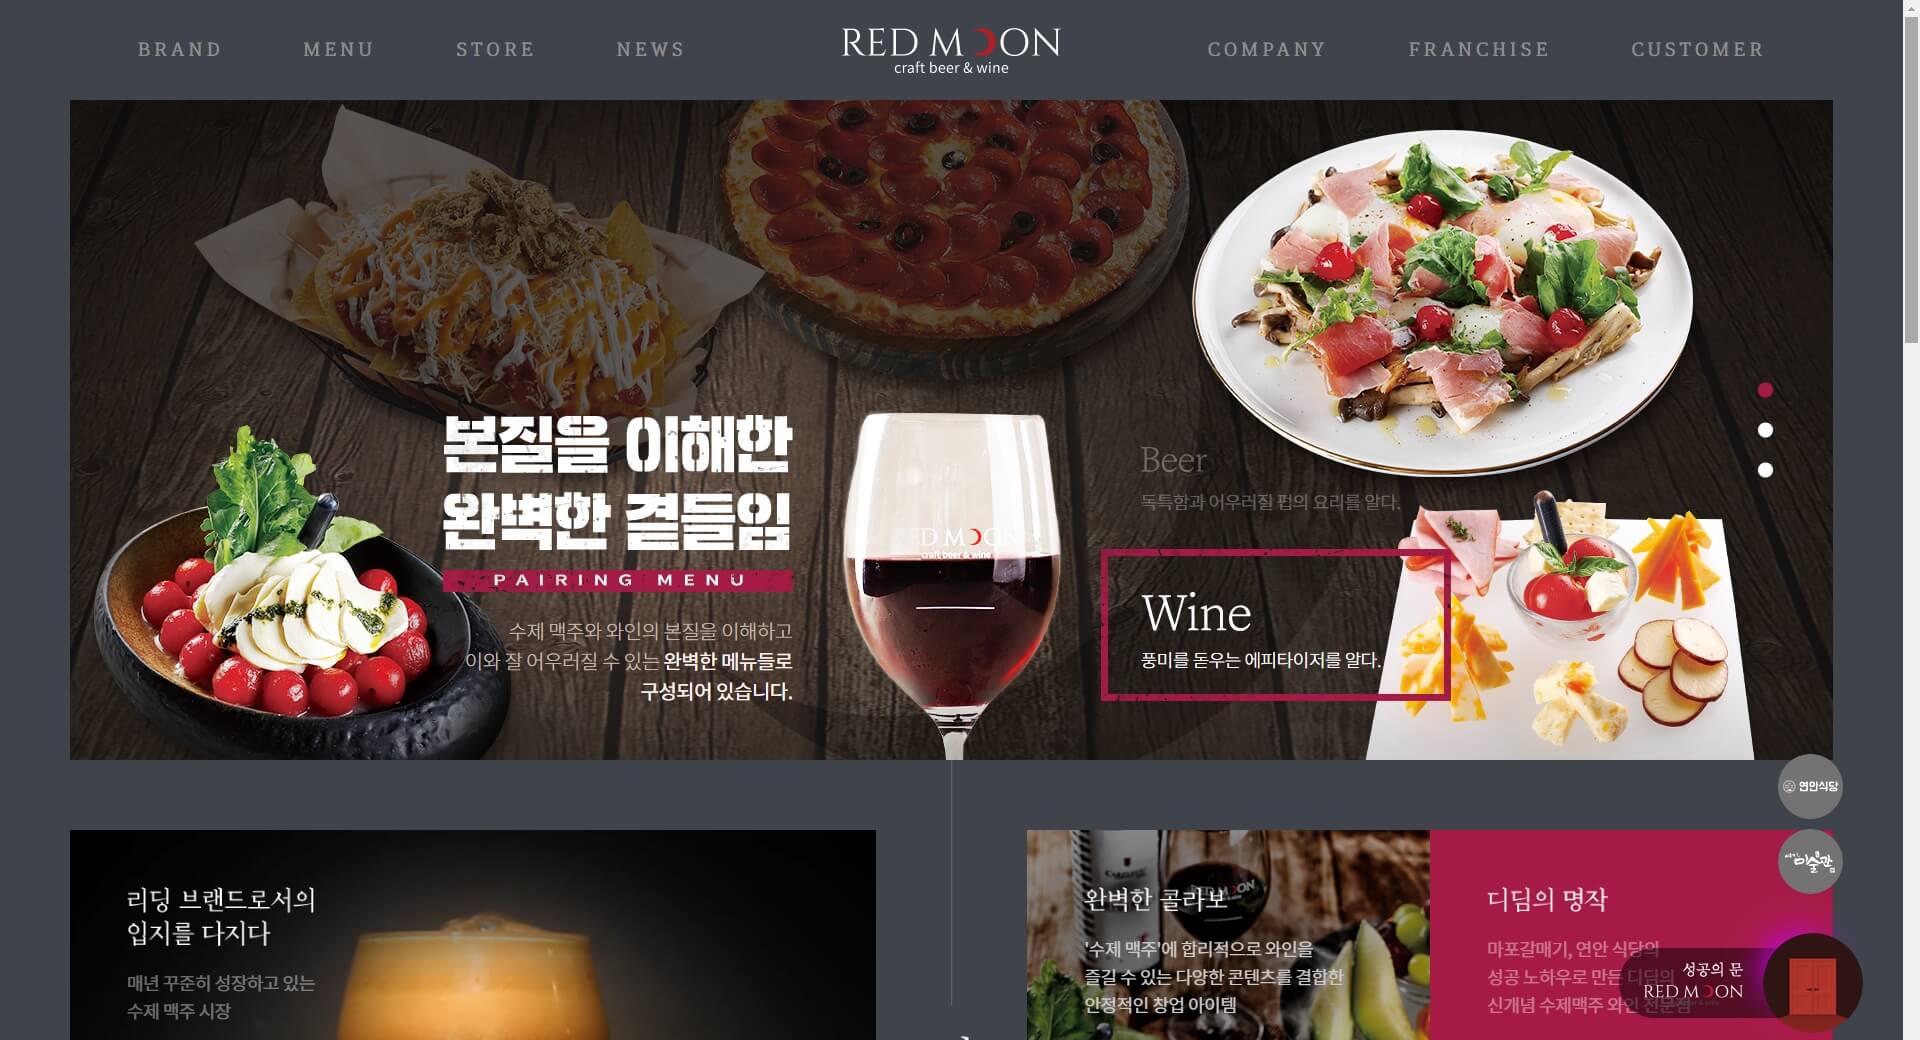 BRAND
MENU
STORE
NEWS
RED MOON
craft beer & wine
COMPANY
FRANCHISE
CUSTOMER
본질을 이해한
완벽한 곁들임
PAIRING MENU
수제 맥주와 와인의 본질을 이해하고
이와 잘 어우러질 수 있는 완벽한 메뉴들로
구성되어 있습니다.
RED MOON
craft beer & wine
Beer
독특함과 어우러질 펍의 요리를 알다.
Wine
풍미를 돋우는 에피타이저를 알다.
연안식당
미술관
리딩 브랜드로서의
입지를 다지다
매년 꾸준히 성장하고 있는
수제 맥주 시장
RED MOON
완벽한 콜라보
'수제 맥주'에 합리적으로 와인을
즐길 수 있는 다양한 콘텐츠를 결합한
안정적인 창업 아이템
디딤의 명작
마포갈매기, 연안 식당의
성공 노하우로 만든 디딤의
신개념 수제맥주 와인 전문점
성공의 문
RED MOON